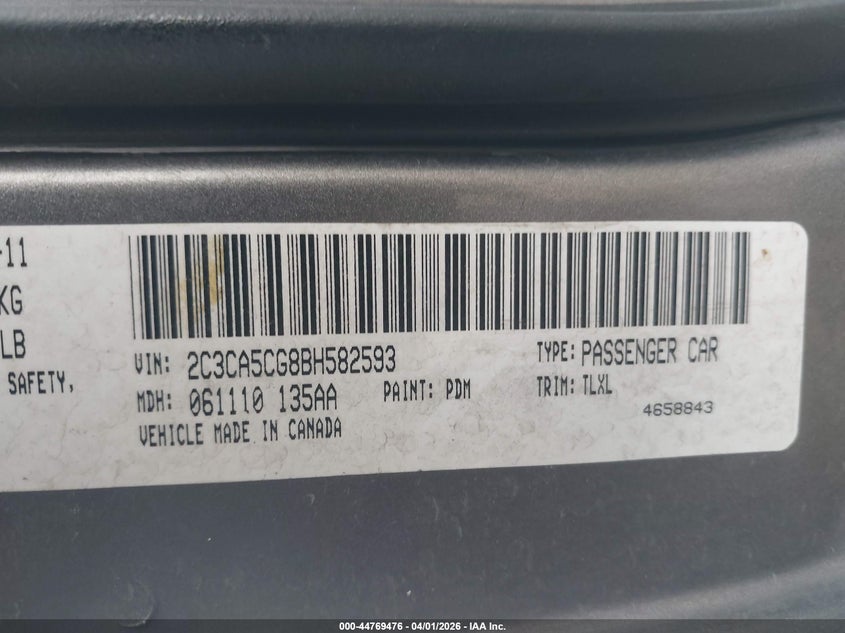 -11
KG
LB
SAFETY,
VIN: 2C3CA5CG8BH582593
TYPE: PASSENGER CAR
MDH: 061110 135AA
PAINT: PDM
TRIM: TLXL
VEHICLE MADE IN CANADA
4658843
000-44769476 - 04/01/2026 - IAA Inc.